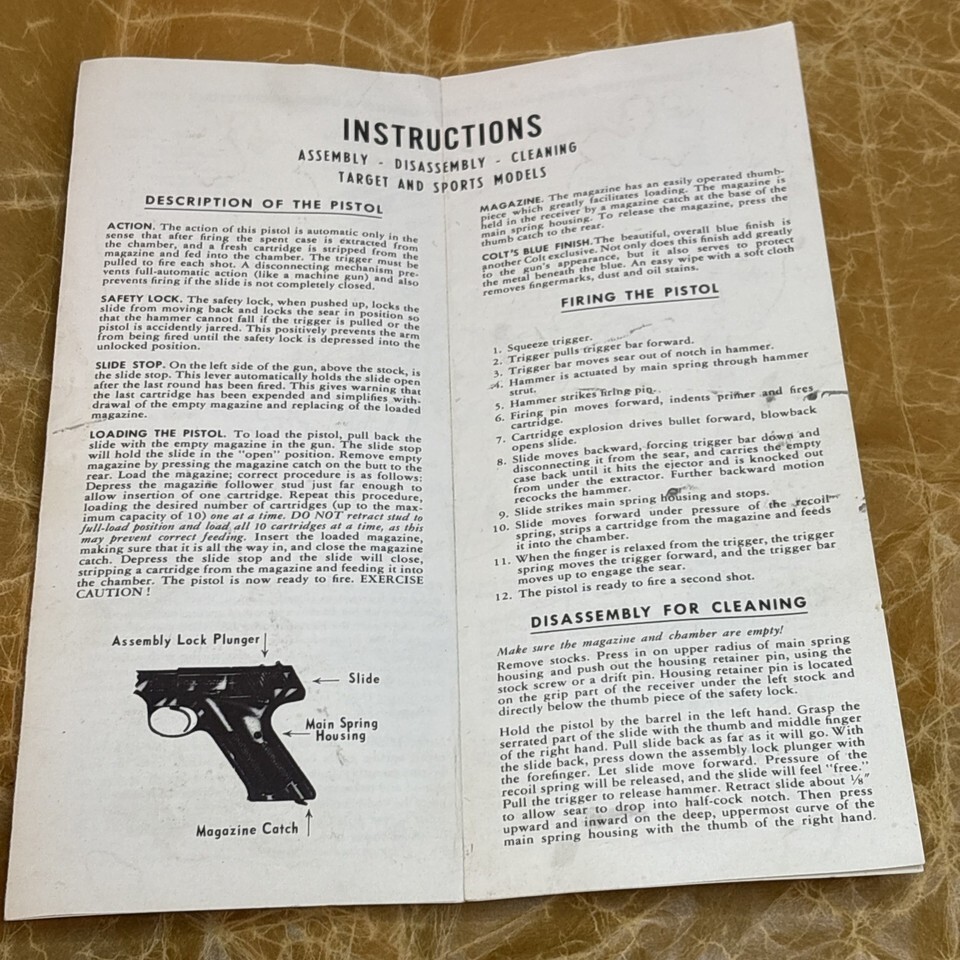 INSTRUCTIONS
ASSEMBLY - DISASSEMBLY - CLEANING
TARGET AND SPORTS MODELS
DESCRIPTION OF THE PISTOL
ACTION. The action of this pistol is automatic only in the
sense that after firing the spent case is extracted from
the chamber, and a fresh cartridge is stripped from the
magazine and fed into the chamber. The trigger must be
pulled to fire each shot. A disconnecting mechanism pre-
vents full-automatic action (like a machine gun) and also
prevents firing if the slide is not completely closed.
SAFETY LOCK. The safety lock, when pushed up, locks the
slide from moving back and locks the sear in position so
that the hammer cannot fall if the trigger is pulled or the
pistol is accidently jarred. This positively prevents the arm
from being fired until the safety lock is depressed into the
unlocked position.
SLIDE STOP. On the left side of the gun, above the stock, is
the slide stop. This lever automatically holds the slide open
after the last round has been fired. This gives warning that
the last cartridge has been expended and simplifies with-
drawal of the empty magazine and replacing of the loaded
magazine.
LOADING THE PISTOL. To load the pistol, pull back the
slide with the empty magazine in the gun. The slide stop
will hold the slide in the "open" position. Remove empty
magazine by pressing the magazine catch on the butt to the
rear. Load the magazine; correct procedure is as follows:
Depress the magazine follower stud just far enough to
allow insertion of one cartridge. Repeat this procedure,
loading the desired number of cartridges (up to the max-
imum capacity of 10) one at a time. DO NOT retract stud to
full-load position and load all 10 cartridges at a time, as this
may prevent correct feeding. Insert the loaded magazine,
making sure that it is all the way in, and close the magazine
catch. Depress the slide stop and the slide will close,
stripping a cartridge from the magazine and feeding it into
the chamber. The pistol is now ready to fire. EXERCISE
CAUTION!
Assembly Lock Plunger
Slide
Main Spring
Housing
Magazine Catch
MAGAZINE. The magazine has an easily operated thumb-
piece which greatly facilitates loading. The magazine is
held in the receiver by a magazine catch at the base of the
main spring housing. To release the magazine, press the
thumb catch to the rear.
COLT'S BLUE FINISH. The beautiful, overall blue finish is
another Colt exclusive. Not only does this finish add greatly
to the gun's appearance, but it also serves to protect
the metal beneath the blue. An easy wipe with a soft cloth
removes fingermarks, dust and oil stains.
FIRING THE PISTOL
1. Squeeze trigger.
2. Trigger pulls trigger bar forward.
3. Trigger bar moves sear out of notch in hammer.
4. Hammer is actuated by main spring through hammer
strut.
5. Hammer strikes firing pin.
6. Firing pin moves forward, indents primer and fires
cartridge.
7. Cartridge explosion drives bullet forward, blowback
opens slide.
8. Slide moves backward, forcing trigger bar down and
disconnecting it from the sear, and carries the empty
case back until it hits the ejector and is knocked out
from under the extractor. Further backward motion
recocks the hammer.
9. Slide strikes main spring housing and stops.
10. Slide moves forward under pressure of the recoil
spring, strips a cartridge from the magazine and feeds
it into the chamber.
11. When the finger is relaxed from the trigger, the trigger
spring moves the trigger forward, and the trigger bar
moves up to engage the sear.
12. The pistol is ready to fire a second shot.
DISASSEMBLY FOR CLEANING
Make sure the magazine and chamber are empty!
Remove stocks. Press in on upper radius of main spring
housing and push out the housing retainer pin, using the
stock screw or a drift pin. Housing retainer pin is located
on the grip part of the receiver under the left stock and
directly below the thumb piece of the safety lock.
Hold the pistol by the barrel in the left hand. Grasp the
serrated part of the slide with the thumb and middle finger
of the right hand. Pull slide back as far as it will go. With
the slide back, press down the assembly lock plunger with
the forefinger. Let slide move forward. Pressure of the
recoil spring will be released, and the slide will feel "free."
Pull the trigger to release hammer. Retract slide about ⅛"
to allow sear to drop into half-cock notch. Then press
upward and inward on the deep, uppermost curve of the
main spring housing with the thumb of the right hand.